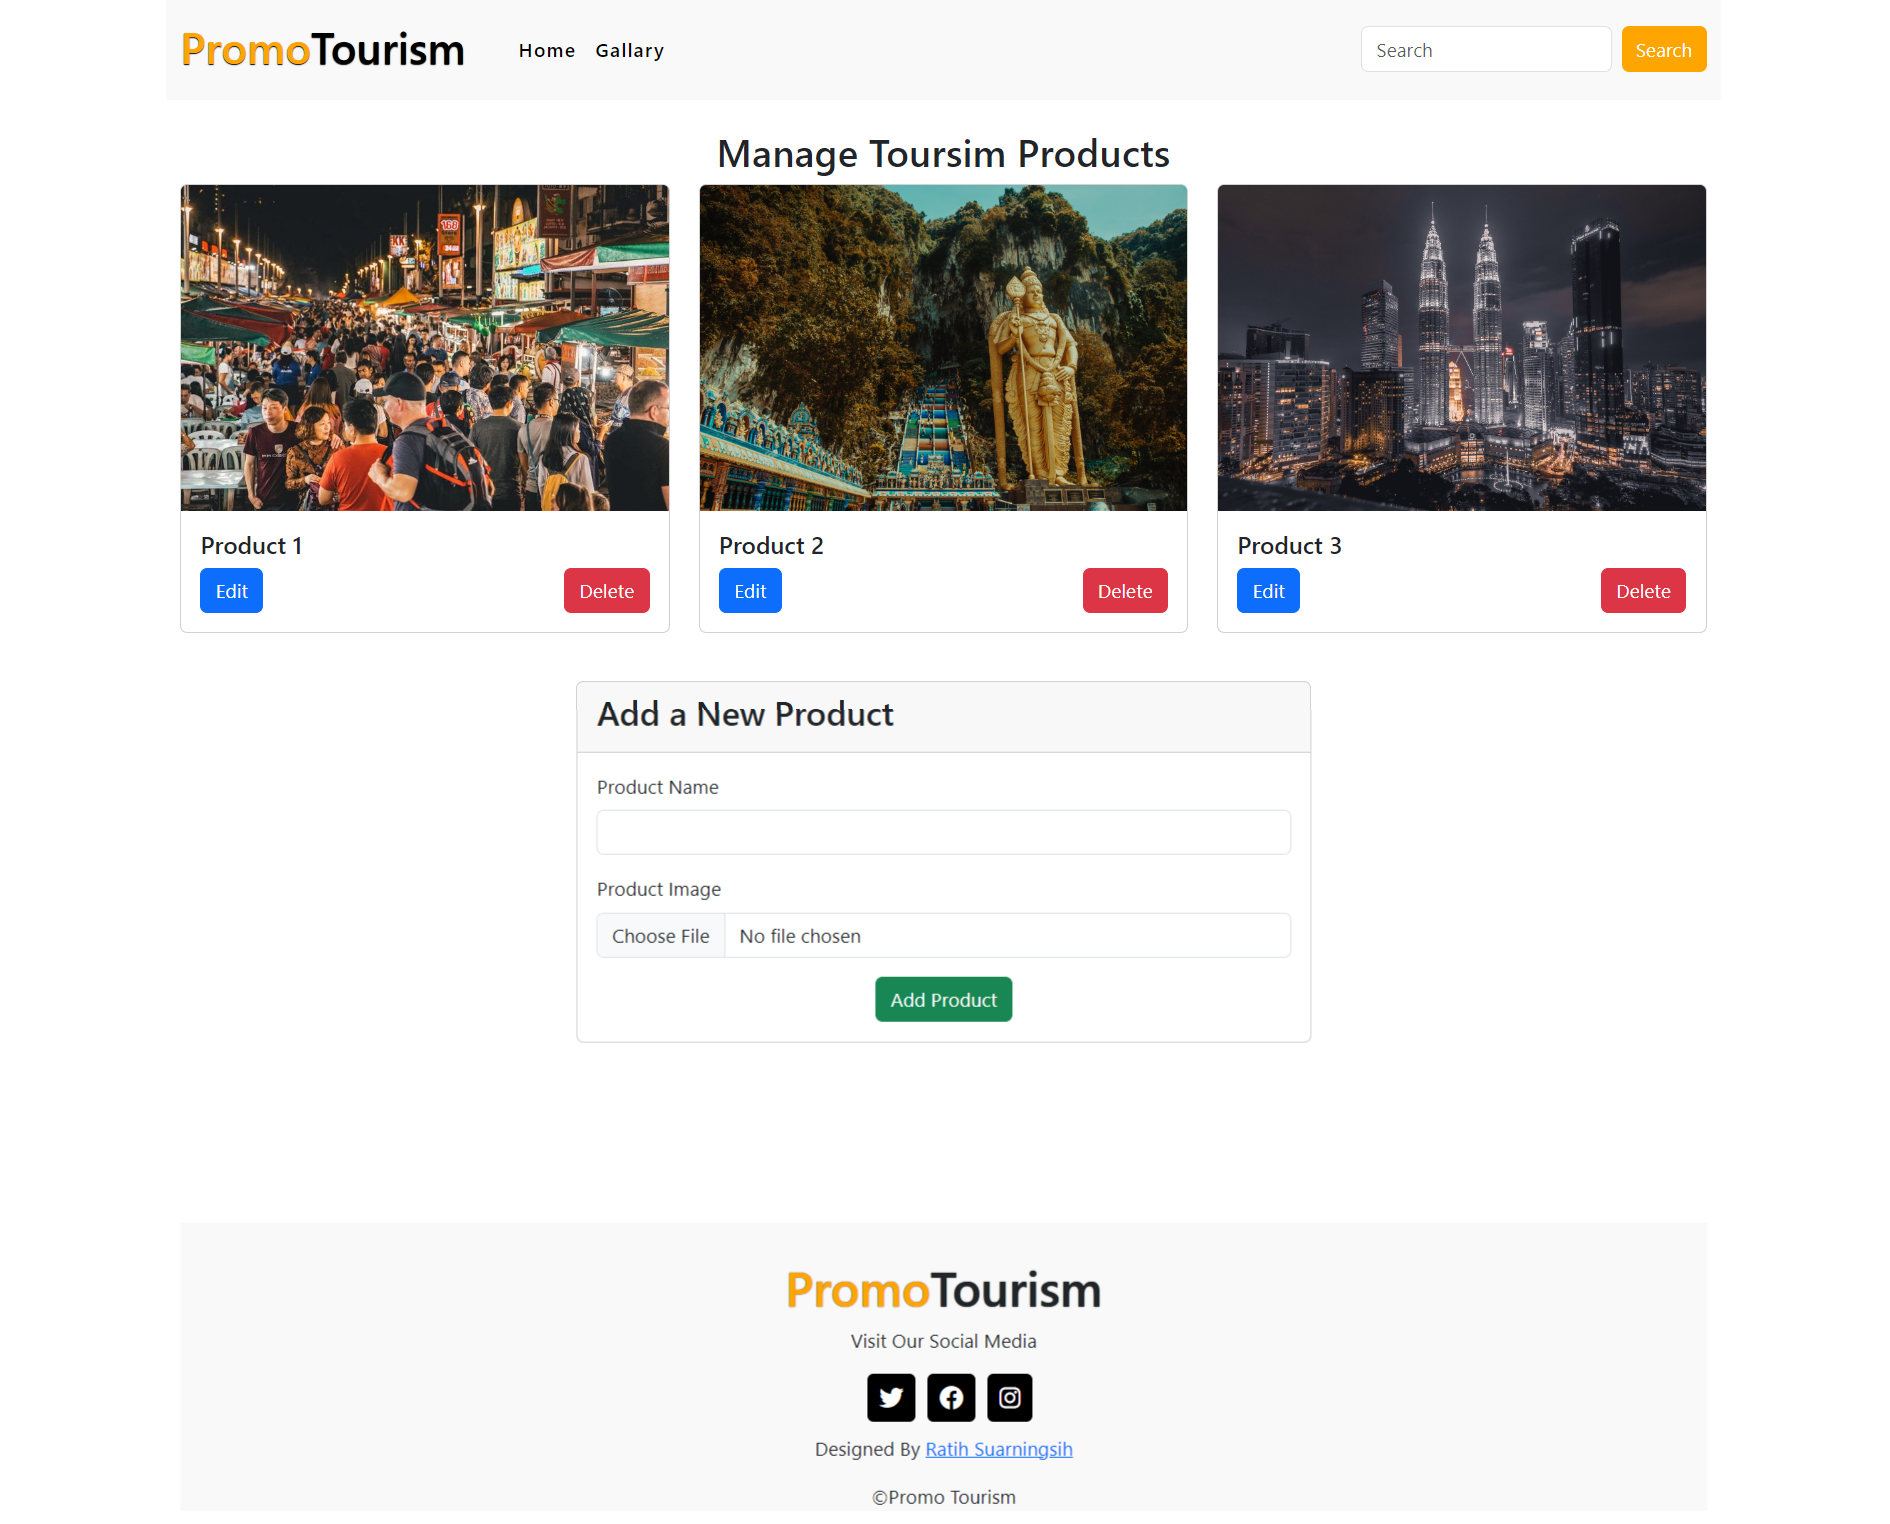 PromoTourism Home Gallary Search Search
Manage Toursim Products
168
KK
Product 1
Edit Delete
Product 2
Edit Delete
Product 3
Edit Delete
Add a New Product
Product Name
Product Image
Choose File No file chosen
Add Product
PromoTourism
Visit Our Social Media
Designed By Ratih Suarningsih
©Promo Tourism